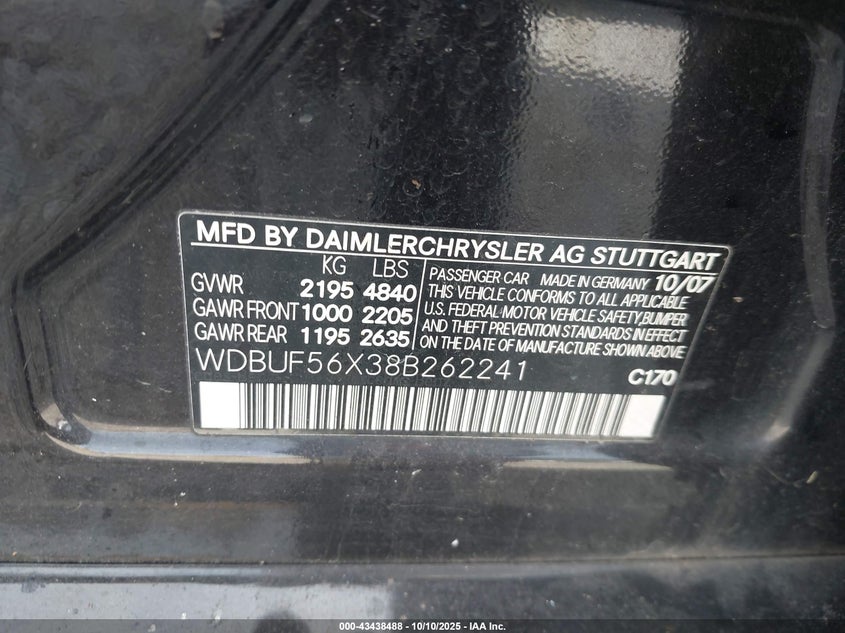 MFD BY DAIMLERCHRYSLER AG STUTTGART
KG LBS
GVWR 2195 4840
GAWR FRONT 1000 2205
GAWR REAR 1195 2635
PASSENGER CAR MADE IN GERMANY 10/07
THIS VEHICLE CONFORMS TO ALL APPLICABLE
U.S. FEDERAL MOTOR VEHICLE SAFETY, BUMPER
AND THEFT PREVENTION STANDARDS IN EFFECT
ON THE DATE OF MANUFACTURE SHOWN ABOVE
WDBUF56X38B262241
C170
000-43438488 - 10/10/2025 - IAA Inc.